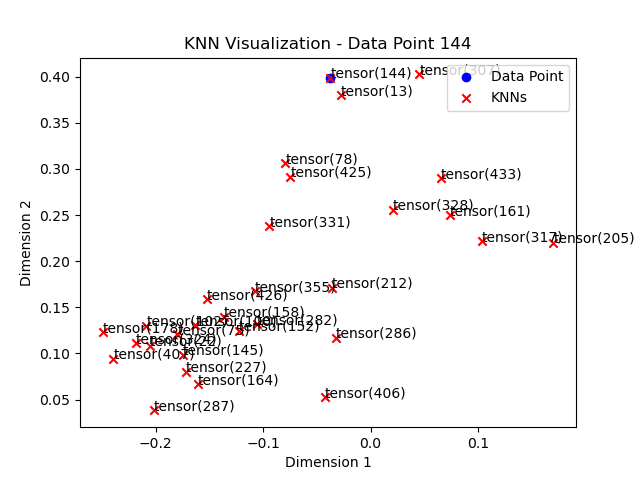 KNN Visualization - Data Point 144
tensor(144)
tensor(307)
Data Point
KNNs
tensor(13)
tensor(78)
tensor(425)
tensor(433)
tensor(328)
tensor(161)
tensor(331)
tensor(317)
tensor(205)
tensor(355)
tensor(212)
tensor(426)
tensor(158)
tensor(282)
tensor(178)
tensor(152)
tensor(286)
tensor(145)
tensor(227)
tensor(164)
tensor(406)
tensor(287)
0.40
0.35
0.30
0.25
0.20
0.15
0.10
0.05
−0.2
−0.1
0.0
0.1
Dimension 1
Dimension 2